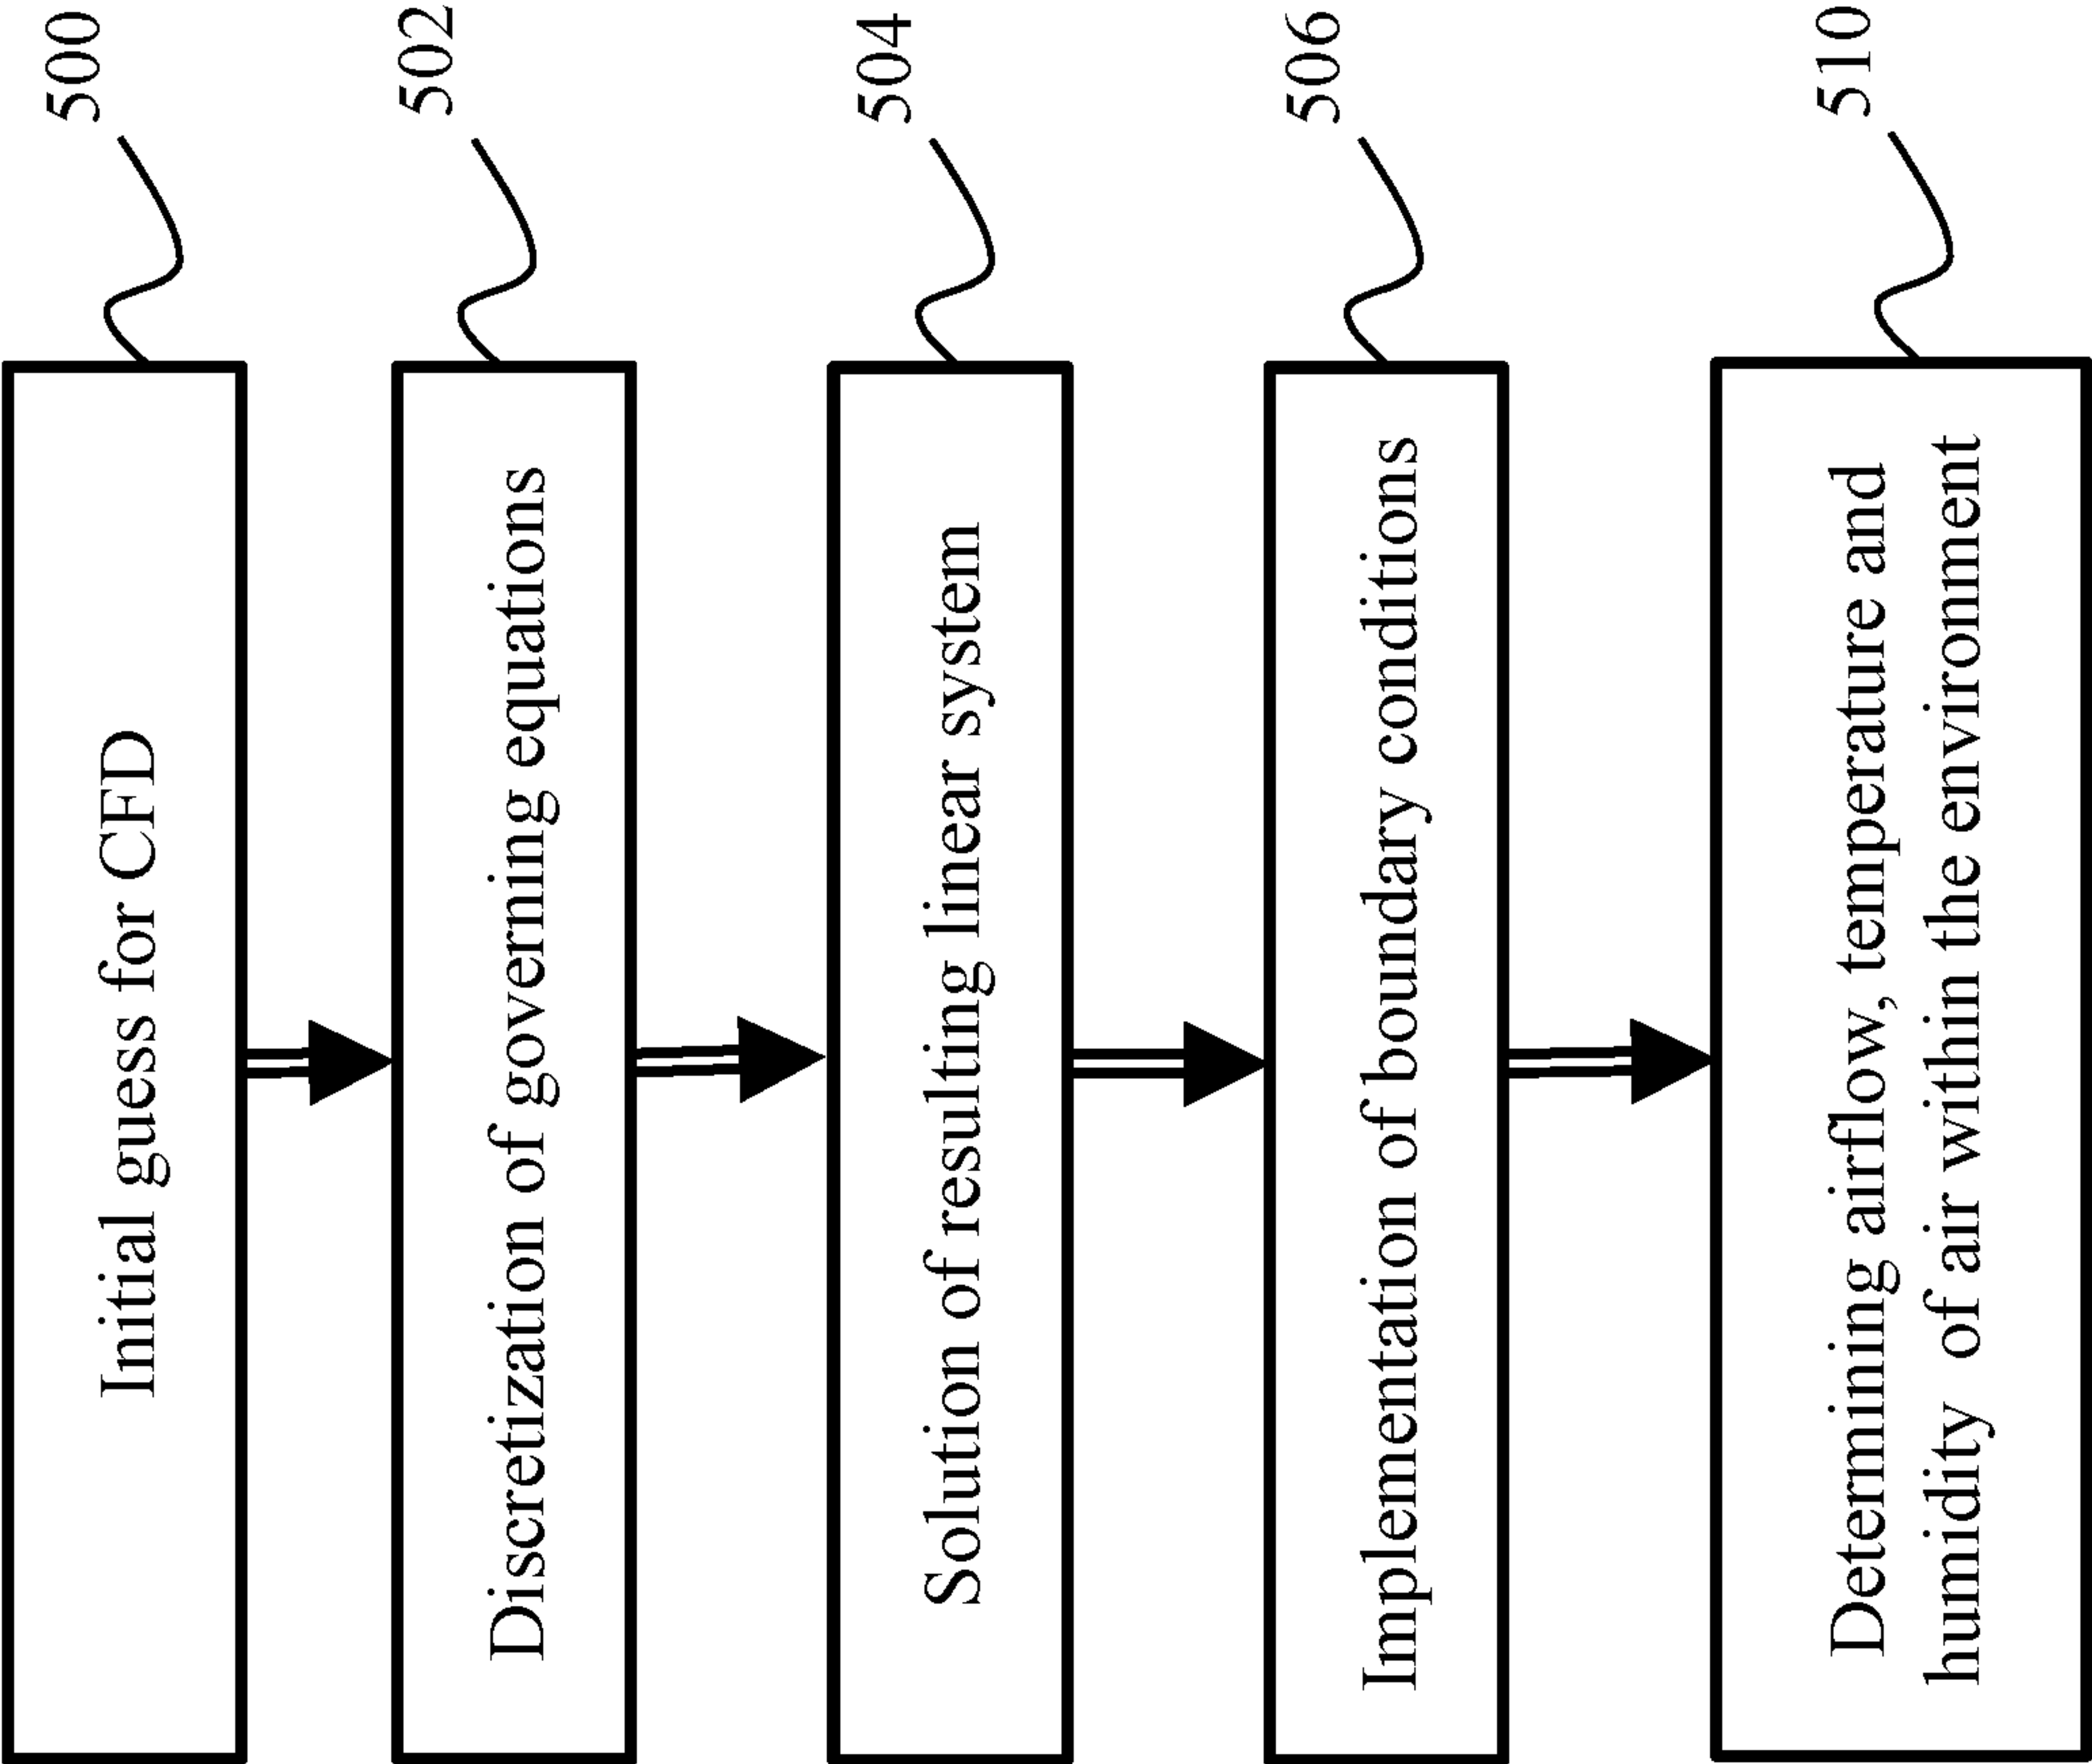 Initial guess for CFD
500
Discretization of governing equations
502
Solution of resulting linear system
504
Implementation of boundary conditions
506
Determining airflow, temperature and
humidity of air within the environment
510